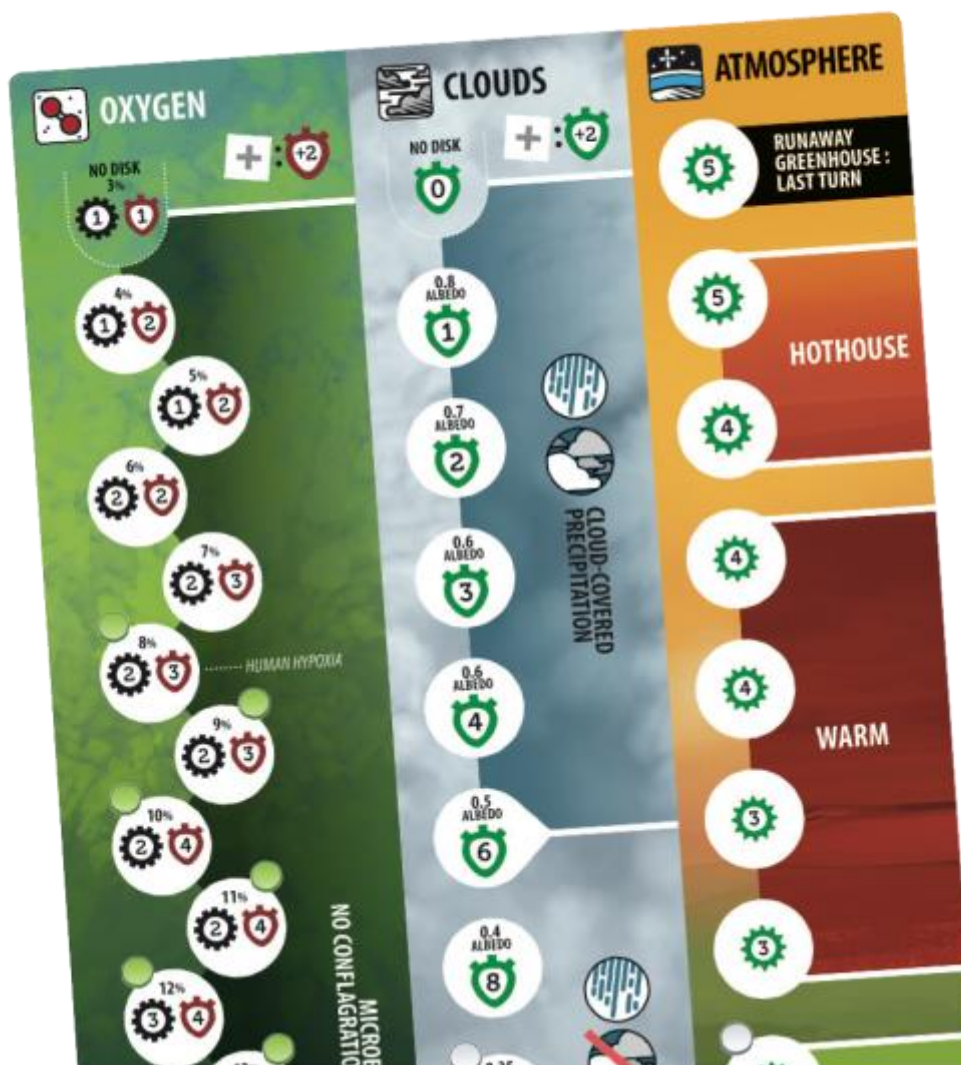 OXYGEN
+ : +2
NO DISK
3%
1 1
4%
1 2
5%
1 2
6%
2 2
7%
2 3
8%
2 3
HUMAN HYPOXIA
9%
2 3
10%
2 4
11%
2 4
12%
3 4
NO CONFLAGRATIO
MICROB
CLOUDS
+ : +2
NO DISK
0
0.8
ALBEDO
1
0.7
ALBEDO
2
0.6
ALBEDO
3
0.6
ALBEDO
4
0.5
ALBEDO
6
0.4
ALBEDO
8
CLOUD-COVERED
PRECIPITATION
ATMOSPHERE
5
RUNAWAY
GREENHOUSE :
LAST TURN
5
HOTHOUSE
4
4
4
WARM
3
3